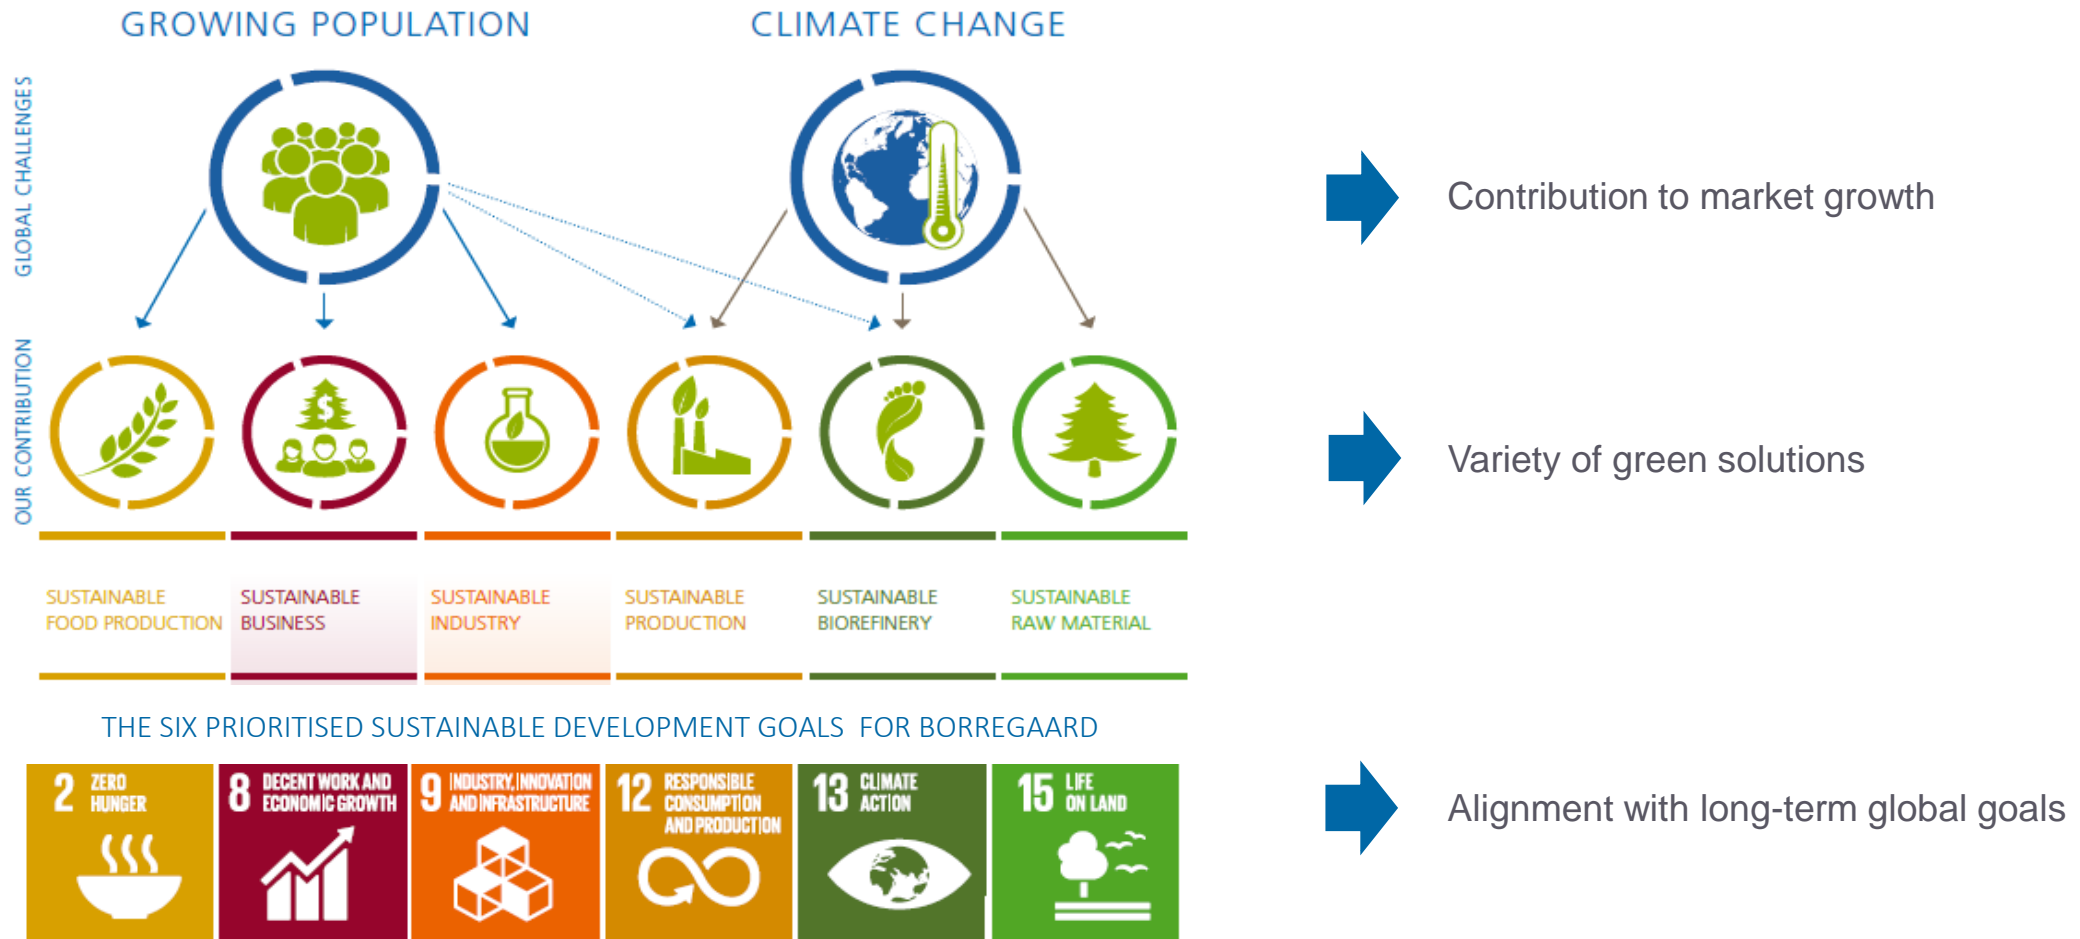 GROWING POPULATION
CLIMATE CHANGE
GLOBAL CHALLENGES
Contribution to market growth
OUR CONTRIBUTION
$
Variety of green solutions
SUSTAINABLE
FOOD PRODUCTION
SUSTAINABLE
BUSINESS
SUSTAINABLE
INDUSTRY
SUSTAINABLE
PRODUCTION
SUSTAINABLE
BIOREFINERY
SUSTAINABLE
RAW MATERIAL
THE SIX PRIORITISED SUSTAINABLE DEVELOPMENT GOALS FOR BORREGAARD
2 ZERO
HUNGER
8 DECENT WORK AND
ECONOMIC GROWTH
9 INDUSTRY, INNOVATION
AND INFRASTRUCTURE
12 RESPONSIBLE
CONSUMPTION
AND PRODUCTION
13 CLIMATE
ACTION
15 LIFE
ON LAND
Alignment with long-term global goals